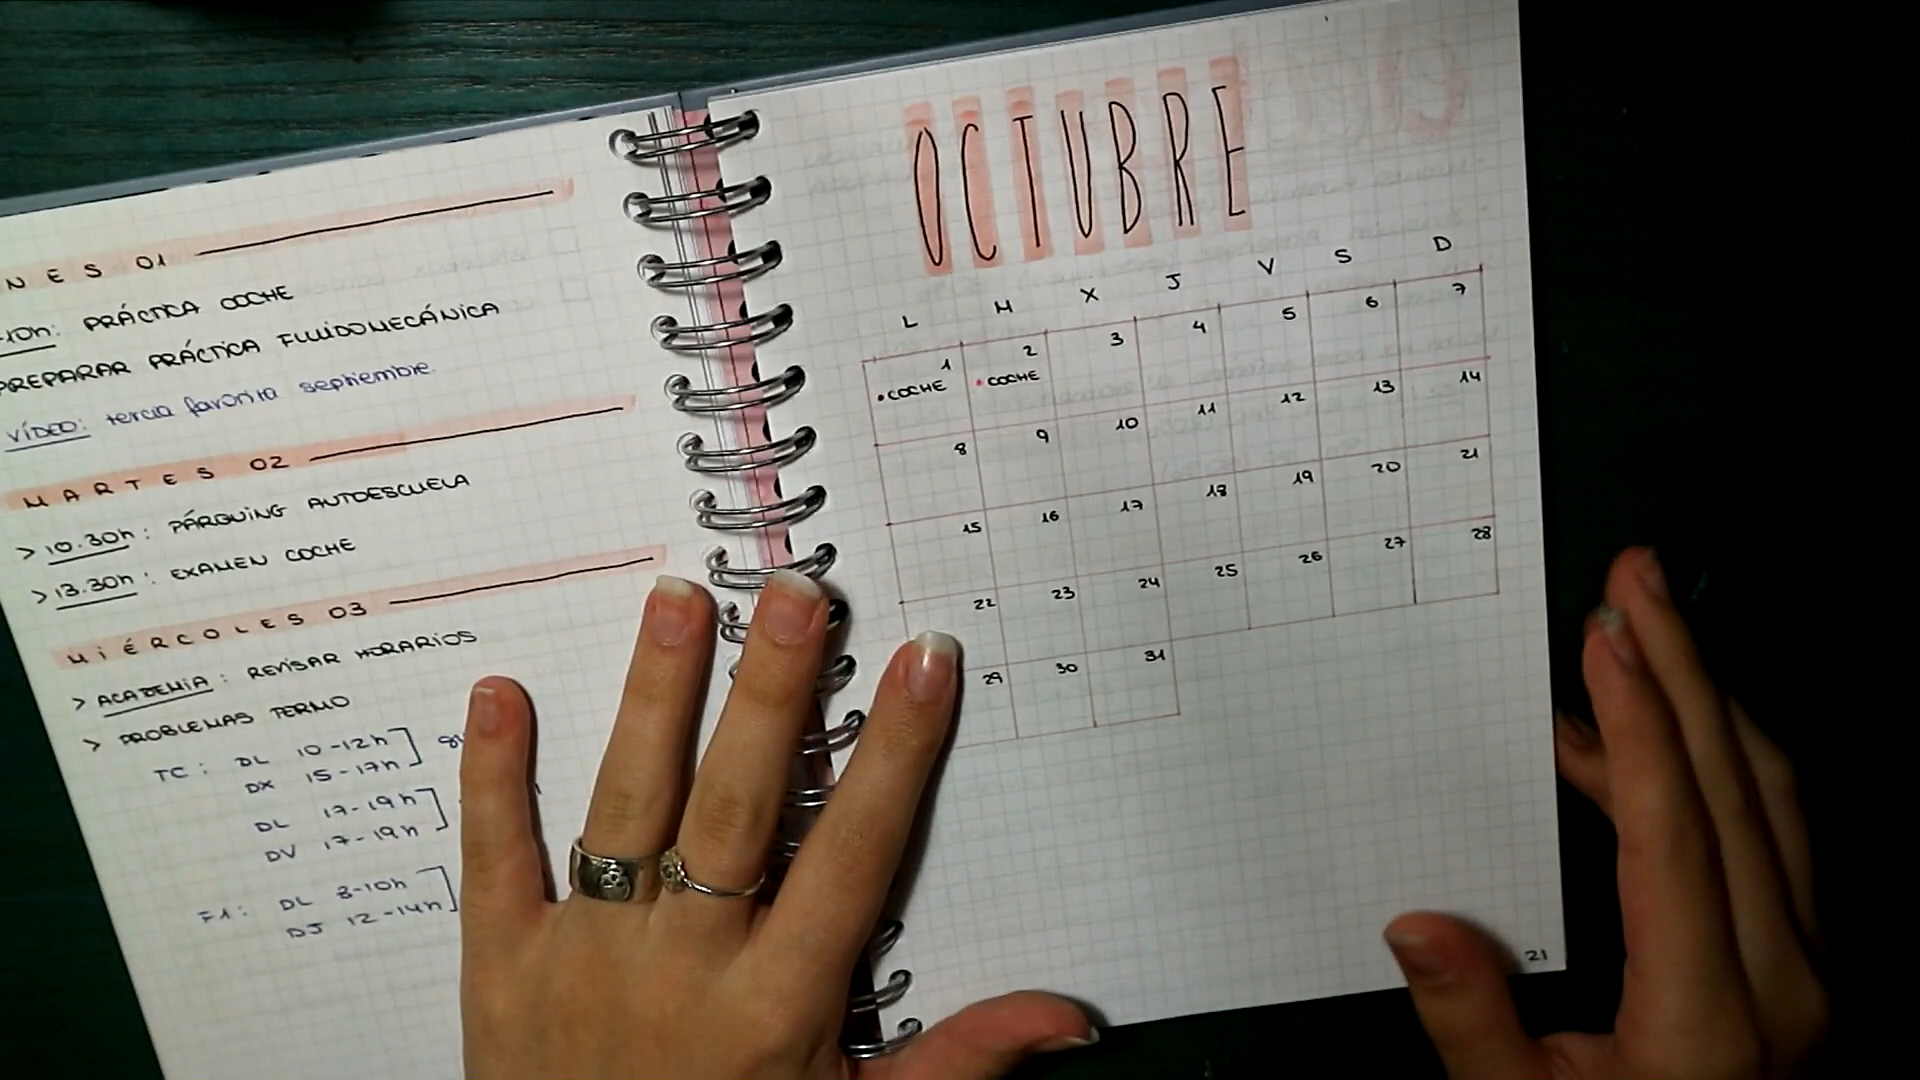 NES 01
10h: PRÁCTICA COCHE
PREPARAR PRÁCTICA FLUIDOMECÁNICA
VÍDEO: tercia favorita septiembre.
MARTES 02
> 10.30h: PÁRQUING AUTOESCUELA
> 13.30h: EXAMEN COCHE
MIÉRCOLES 03
> ACADEMIA: REVISAR HORARIOS
> PROBLEMAS TERMO
TC: DL 10-12h]
DX 15-17h]
DL 17-19h]
DV 17-19h]
F1: DL 8-10h]
DJ 12-14h]
OCTUBRE
L M X J V S D
1 2 3 4 5 6 7
• COCHE • COCHE
8 9 10 11 12 13 14
15 16 17 18 19 20 21
22 23 24 25 26 27 28
29 30 31
21